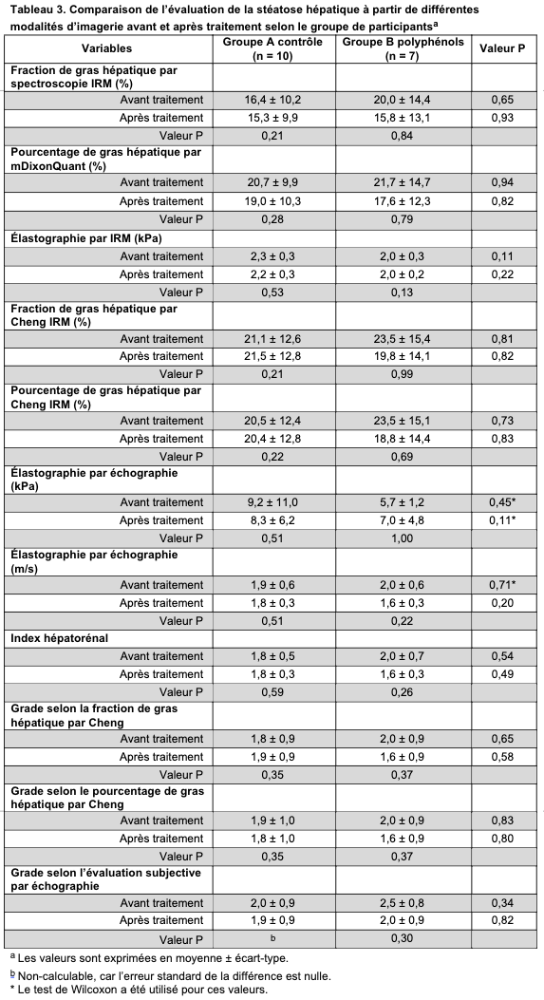 Tableau 3. Comparaison de l’évaluation de la stéatose hépatique à partir de différentes
modalités d’imagerie avant et après traitement selon le groupe de participantsᵃ
Variables Groupe A contrôle (n = 10) Groupe B polyphénols (n = 7) Valeur P
Fraction de gras hépatique par spectroscopie IRM (%)
Avant traitement 16,4 ± 10,2 20,0 ± 14,4 0,65
Après traitement 15,3 ± 9,9 15,8 ± 13,1 0,93
Valeur P 0,21 0,84
Pourcentage de gras hépatique par mDixonQuant (%)
Avant traitement 20,7 ± 9,9 21,7 ± 14,7 0,94
Après traitement 19,0 ± 10,3 17,6 ± 12,3 0,82
Valeur P 0,28 0,79
Élastographie par IRM (kPa)
Avant traitement 2,3 ± 0,3 2,0 ± 0,3 0,11
Après traitement 2,2 ± 0,3 2,0 ± 0,2 0,22
Valeur P 0,53 0,13
Fraction de gras hépatique par Cheng IRM (%)
Avant traitement 21,1 ± 12,6 23,5 ± 15,4 0,81
Après traitement 21,5 ± 12,8 19,8 ± 14,1 0,82
Valeur P 0,21 0,99
Pourcentage de gras hépatique par Cheng IRM (%)
Avant traitement 20,5 ± 12,4 23,5 ± 15,1 0,73
Après traitement 20,4 ± 12,8 18,8 ± 14,4 0,83
Valeur P 0,22 0,69
Élastographie par échographie (kPa)
Avant traitement 9,2 ± 11,0 5,7 ± 1,2 0,45*
Après traitement 8,3 ± 6,2 7,0 ± 4,8 0,11*
Valeur P 0,51 1,00
Élastographie par échographie (m/s)
Avant traitement 1,9 ± 0,6 2,0 ± 0,6 0,71*
Après traitement 1,8 ± 0,3 1,6 ± 0,3 0,20
Valeur P 0,51 0,22
Index hépatorénal
Avant traitement 1,8 ± 0,5 2,0 ± 0,7 0,54
Après traitement 1,8 ± 0,3 1,6 ± 0,3 0,49
Valeur P 0,59 0,26
Grade selon la fraction de gras hépatique par Cheng
Avant traitement 1,8 ± 0,9 2,0 ± 0,9 0,65
Après traitement 1,9 ± 0,9 1,6 ± 0,9 0,58
Valeur P 0,35 0,37
Grade selon le pourcentage de gras hépatique par Cheng
Avant traitement 1,9 ± 1,0 2,0 ± 0,9 0,83
Après traitement 1,8 ± 1,0 1,6 ± 0,9 0,80
Valeur P 0,35 0,37
Grade selon l’évaluation subjective par échographie
Avant traitement 2,0 ± 0,9 2,5 ± 0,8 0,34
Après traitement 1,9 ± 0,9 2,0 ± 0,9 0,82
Valeur P ᵇ 0,30
ᵃ Les valeurs sont exprimées en moyenne ± écart-type.
ᵇ Non-calculable, car l’erreur standard de la différence est nulle.
* Le test de Wilcoxon a été utilisé pour ces valeurs.